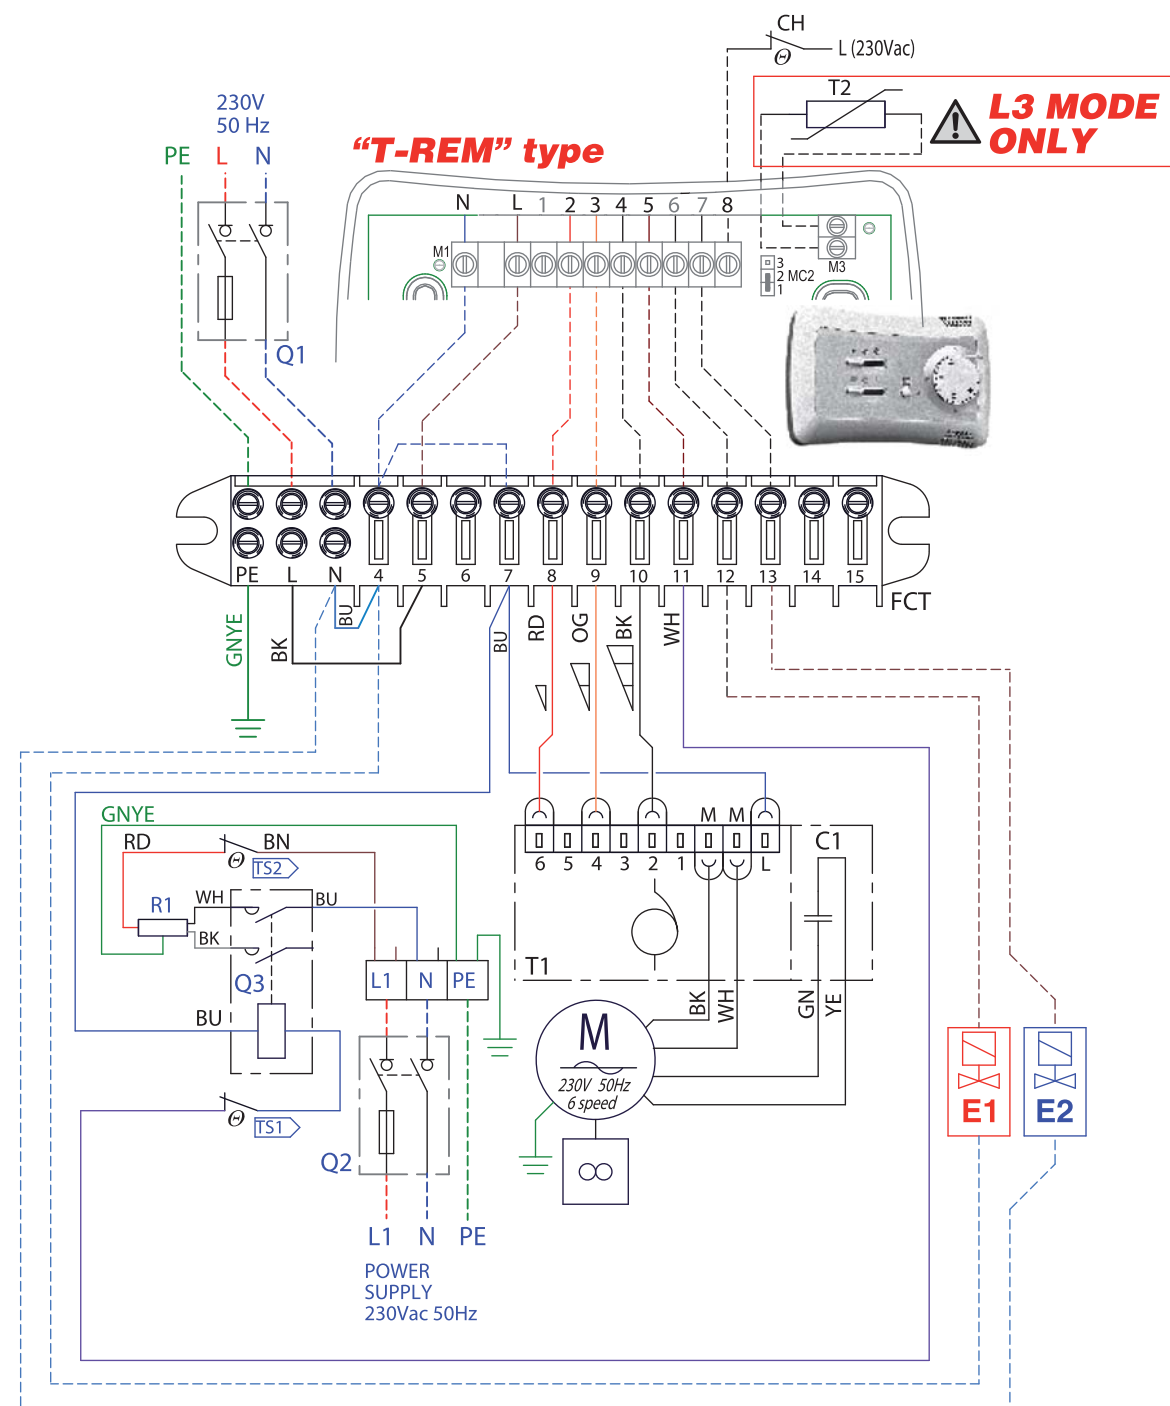 CH
L (230Vac)
T2
L3 MODE
ONLY
230V
50 Hz
PE L N
"T-REM" type
N L 1 2 3 4 5 6 7 8
M1
3
2 MC2
1
M3
Q1
PE L N 4 5 6 7 8 9 10 11 12 13 14 15
FCT
GNYE
BK
BU
BU
RD
OG
BK
WH
GNYE
RD
BN
Θ
TS2
R1
WH
BU
BK
Q3
BU
Θ
TS1
L1 N PE
Q2
L1 N PE
POWER
SUPPLY
230Vac 50Hz
M M
6 5 4 3 2 1 L
C1
T1
BK
WH
GN
YE
M
230V 50Hz
6 speed
E1
E2
Θ